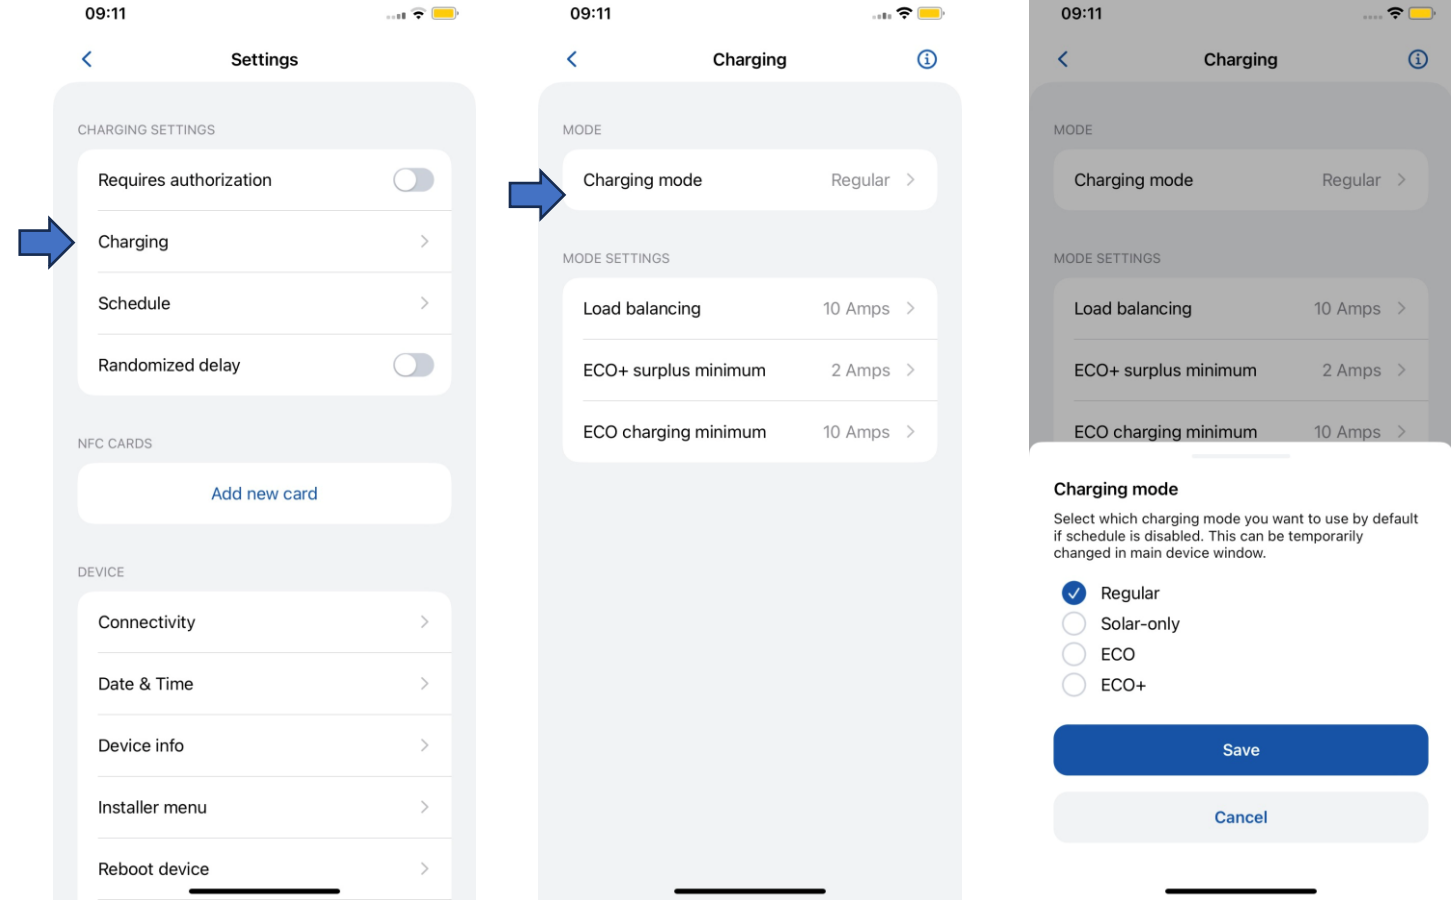 09:11
Settings
CHARGING SETTINGS
Requires authorization
Charging
Schedule
Randomized delay
NFC CARDS
Add new card
DEVICE
Connectivity
Date & Time
Device info
Installer menu
Reboot device
09:11
Charging
MODE
Charging mode Regular
MODE SETTINGS
Load balancing 10 Amps
ECO+ surplus minimum 2 Amps
ECO charging minimum 10 Amps
09:11
Charging
MODE
Charging mode Regular
MODE SETTINGS
Load balancing 10 Amps
ECO+ surplus minimum 2 Amps
ECO charging minimum 10 Amps
Charging mode
Select which charging mode you want to use by default
if schedule is disabled. This can be temporarily
changed in main device window.
Regular
Solar-only
ECO
ECO+
Save
Cancel